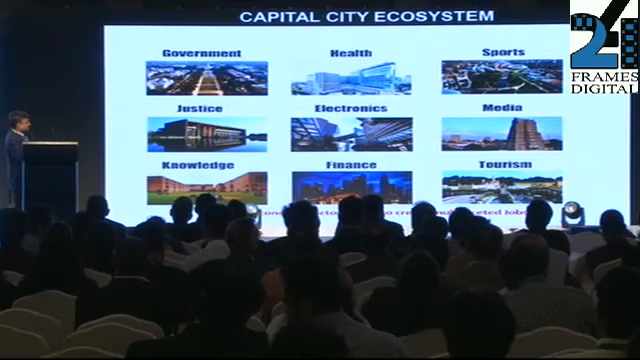 CAPITAL CITY ECOSYSTEM
24
FRAMES
DIGITAL
Government Health Sports
Justice Electronics Media
Knowledge Finance Tourism